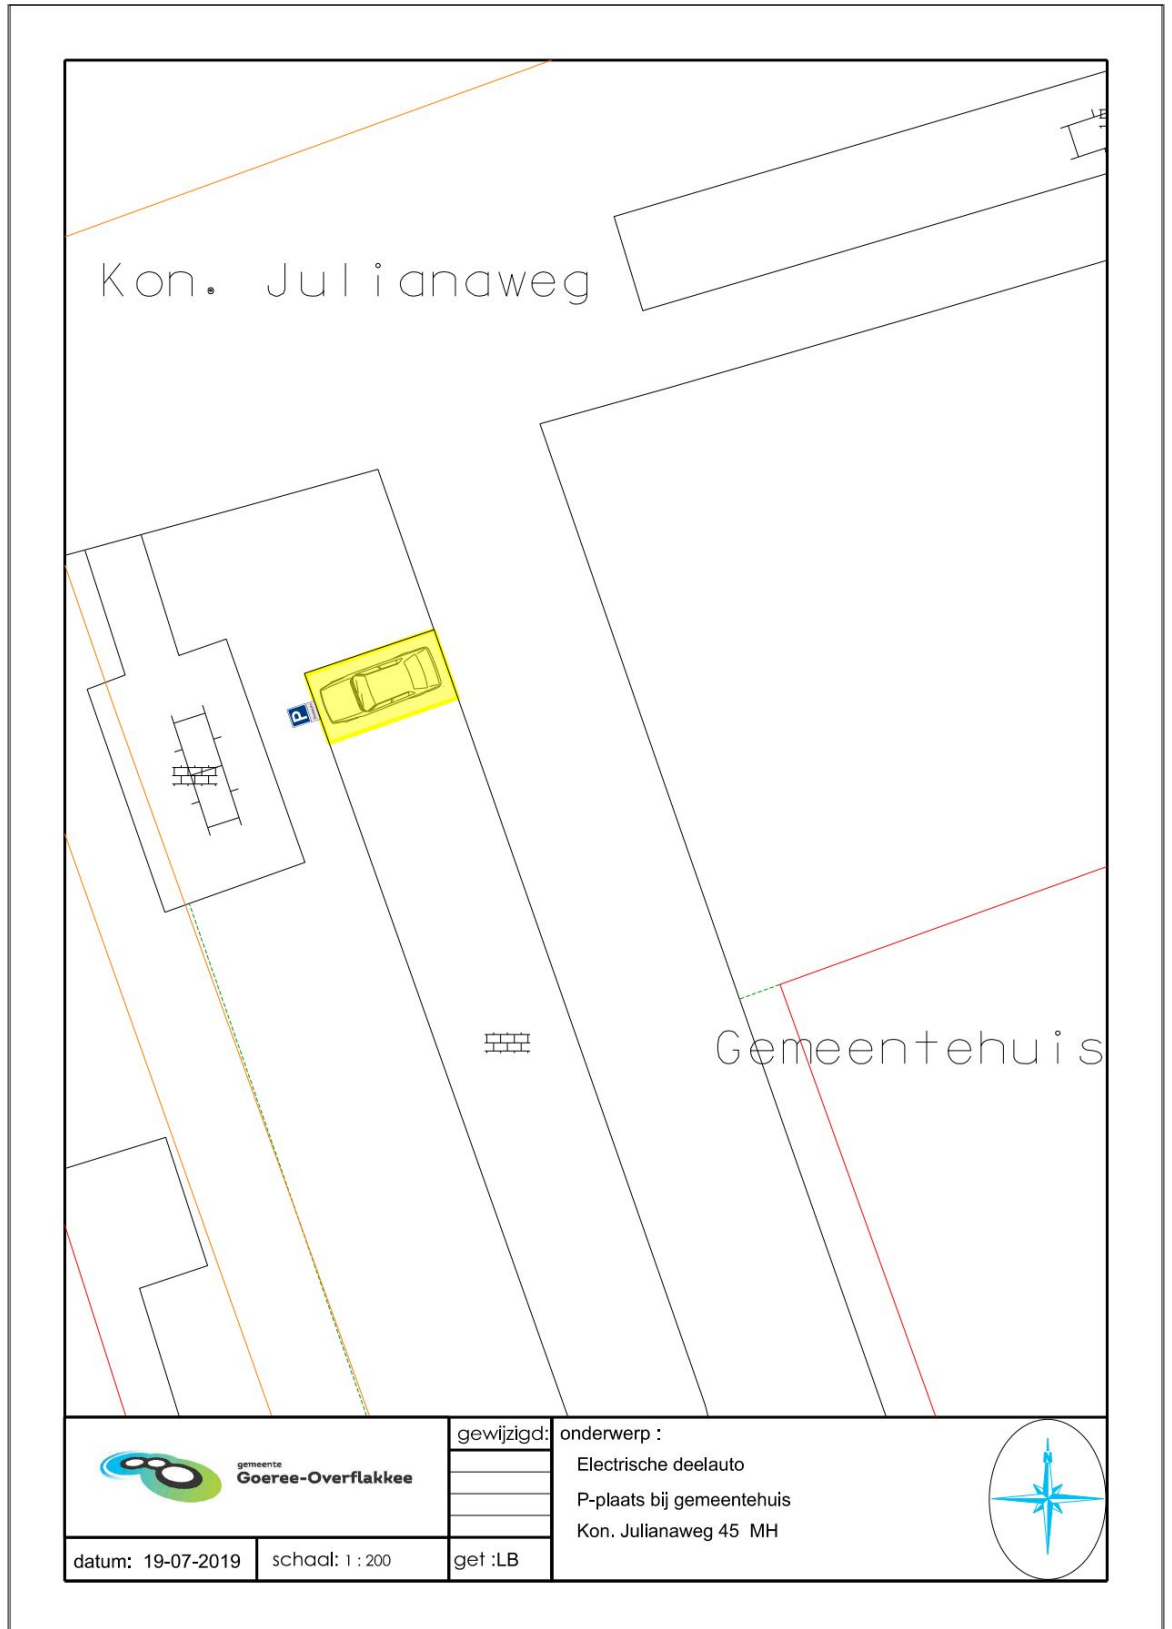 Kon. Julianaweg
P
Gemeentehuis
gemeente
Goeree-Overflakkee
gewijzigd:
onderwerp :
Electrische deelauto
P-plaats bij gemeentehuis
Kon. Julianaweg 45 MH
N
datum: 19-07-2019
schaal: 1 : 200
get :LB